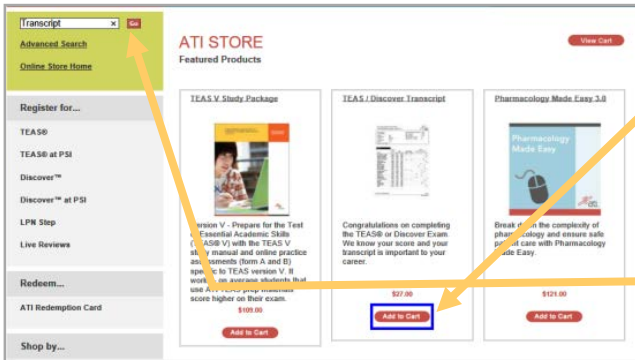 Transcript x Go
Advanced Search
Online Store Home
Register for...
TEAS®
TEAS® at PSI
Discover™
Discover™ at PSI
LPN Step
Live Reviews
Redeem...
ATI Redemption Card
Shop by...
ATI STORE
Featured Products
View Cart
TEAS V Study Package
Version V - Prepare for the Test
Essential Academic Skills
(TEAS® V) with the TEAS V
study manual and online practice
assessments (form A and B)
specific to TEAS version V. It
on average students that
use ATI TEAS prep materials
score higher on their exam.
$109.00
Add to Cart
TEAS / Discover Transcript
Congratulations on completing
the TEAS® or Discover Exam.
We know your score and your
transcript is important to your
career.
$27.00
Add to Cart
Pharmacology Made Easy 3.0
Pharmacology
Made Easy
Break down the complexity of
pharmacology and ensure safe
patient care with Pharmacology
Made Easy.
$121.00
Add to Cart